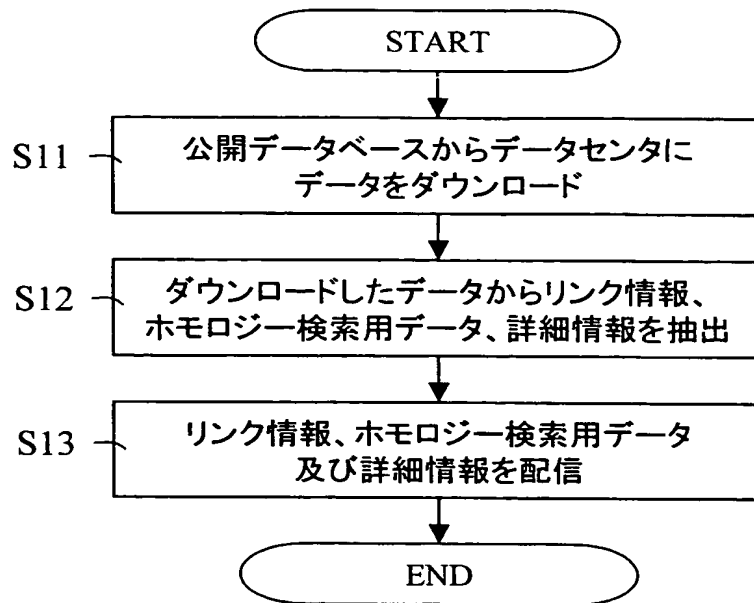 START
S11
公開データベースからデータセンタに
データをダウンロード
S12
ダウンロードしたデータからリンク情報、
ホモロジー検索用データ、詳細情報を抽出
S13
リンク情報、ホモロジー検索用データ
及び詳細情報を配信
END